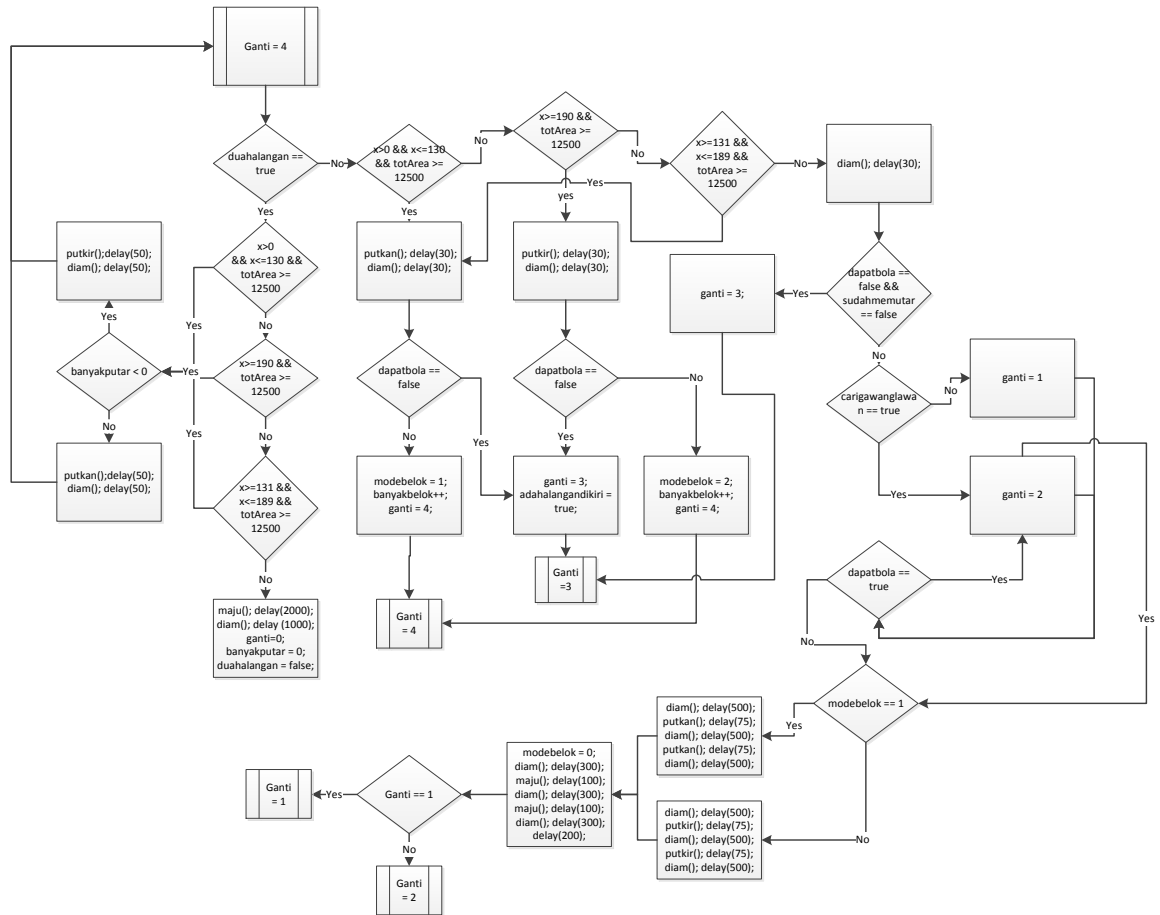 Ganti = 4
duahalangan ==
true
No
x>0 && x<=130
&& totArea >=
12500
No
x>=190 &&
totArea >=
12500
No
x>=131 &&
x<=189 &&
totArea >=
12500
No
diam(); delay(30);
Yes
Yes
yes
Yes
putkir();delay(50);
diam(); delay(50);
x>0
&& x<=130 &&
totArea >=
12500
putkan(); delay(30);
diam(); delay(30);
putkir(); delay(30);
diam(); delay(30);
ganti = 3;
Yes
dapatbola ==
false &&
sudahmemutar
== false
Yes
Yes
No
No
banyakputar < 0
Yes
x>=190 &&
totArea >=
12500
dapatbola ==
false
dapatbola ==
false
No
carigawanglawa
n == true
No
ganti = 1
No
Yes
No
No
Yes
Yes
putkan();delay(50);
diam(); delay(50);
x>=131 &&
x<=189 &&
totArea >=
12500
modebelok = 1;
banyakbelok++;
ganti = 4;
ganti = 3;
adahalangandikiri =
true;
modebelok = 2;
banyakbelok++;
ganti = 4;
Yes
ganti = 2
No
Ganti
=3
dapatbola ==
true
Yes
maju(); delay(2000);
diam(); delay (1000);
ganti=0;
banyakputar = 0;
duahalangan = false;
Ganti
= 4
No
Yes
modebelok == 1
Yes
diam(); delay(500);
putkan(); delay(75);
diam(); delay(500);
putkan(); delay(75);
diam(); delay(500);
modebelok = 0;
diam(); delay(300);
maju(); delay(100);
diam(); delay(300);
maju(); delay(100);
diam(); delay(300);
delay(200);
Ganti
= 1
Yes
Ganti == 1
diam(); delay(500);
putkir(); delay(75);
diam(); delay(500);
putkir(); delay(75);
diam(); delay(500);
No
No
Ganti
= 2